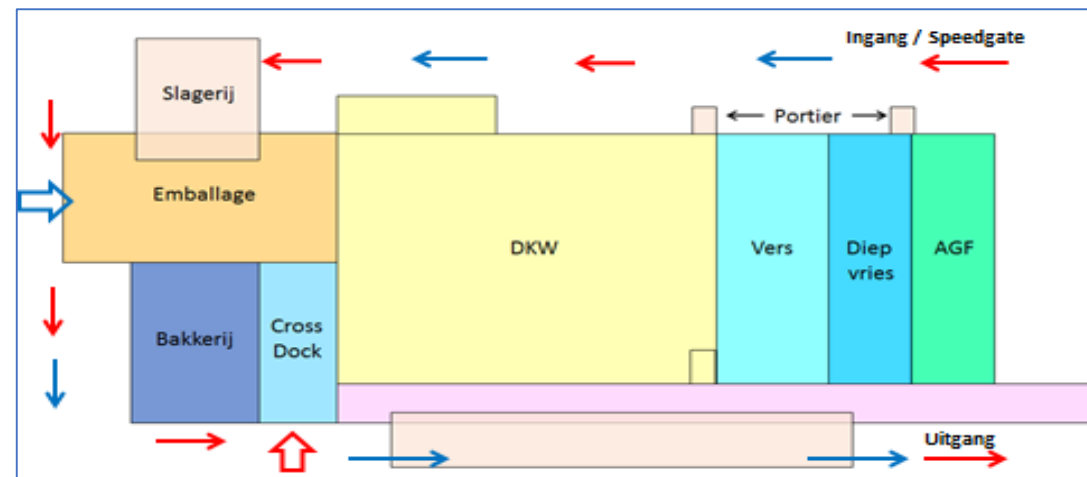 Ingang / Speedgate
Slagerij
Portier
Emballage
DKW
Vers
Diep
vries
AGF
Bakkerij
Cross
Dock
Uitgang